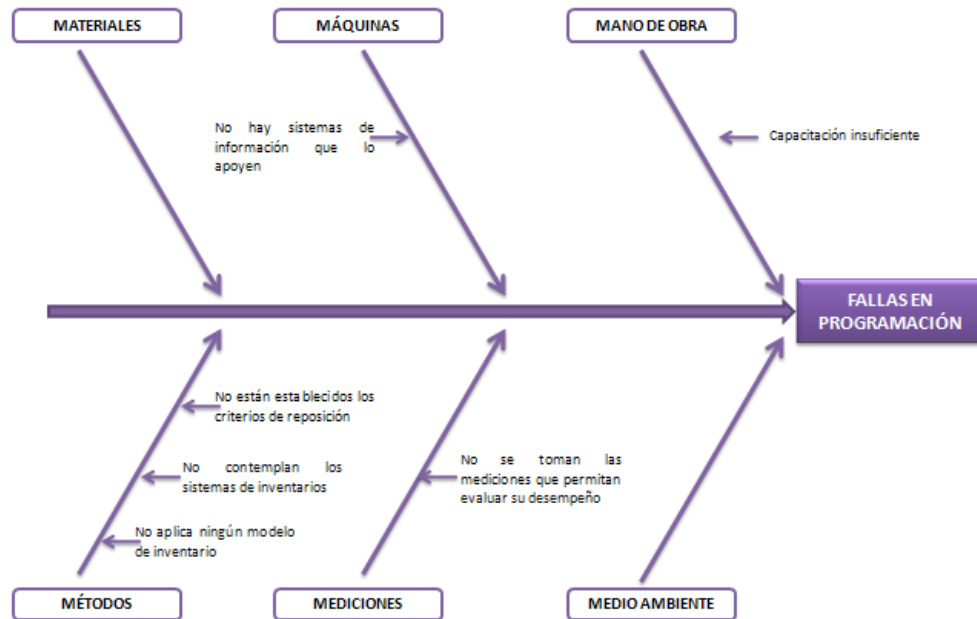 MATERIALES
MÁQUINAS
MANO DE OBRA
No hay sistemas de
información que lo
apoyen
Capacitación insuficiente
FALLAS EN
PROGRAMACIÓN
No están establecidos los
criterios de reposición
No contemplan los
sistemas de inventarios
No aplica ningún modelo
de inventario
No se toman las
mediciones que permitan
evaluar su desempeño
MÉTODOS
MEDICIONES
MEDIO AMBIENTE